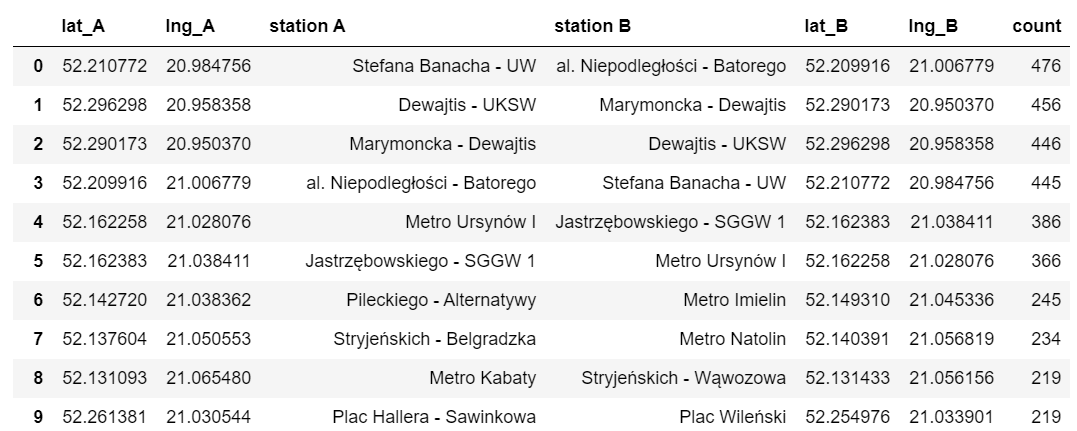 lat_A lng_A station A station B lat_B lng_B count
0 52.210772 20.984756 Stefana Banacha - UW al. Niepodległości - Batorego 52.209916 21.006779 476
1 52.296298 20.958358 Dewajtis - UKSW Marymoncka - Dewajtis 52.290173 20.950370 456
2 52.290173 20.950370 Marymoncka - Dewajtis Dewajtis - UKSW 52.296298 20.958358 446
3 52.209916 21.006779 al. Niepodległości - Batorego Stefana Banacha - UW 52.210772 20.984756 445
4 52.162258 21.028076 Metro Ursynów I Jastrzębowskiego - SGGW 1 52.162383 21.038411 386
5 52.162383 21.038411 Jastrzębowskiego - SGGW 1 Metro Ursynów I 52.162258 21.028076 366
6 52.142720 21.038362 Pileckiego - Alternatywy Metro Imielin 52.149310 21.045336 245
7 52.137604 21.050553 Stryjeńskich - Belgradzka Metro Natolin 52.140391 21.056819 234
8 52.131093 21.065480 Metro Kabaty Stryjeńskich - Wąwozowa 52.131433 21.056156 219
9 52.261381 21.030544 Plac Hallera - Sawinkowa Plac Wileński 52.254976 21.033901 219